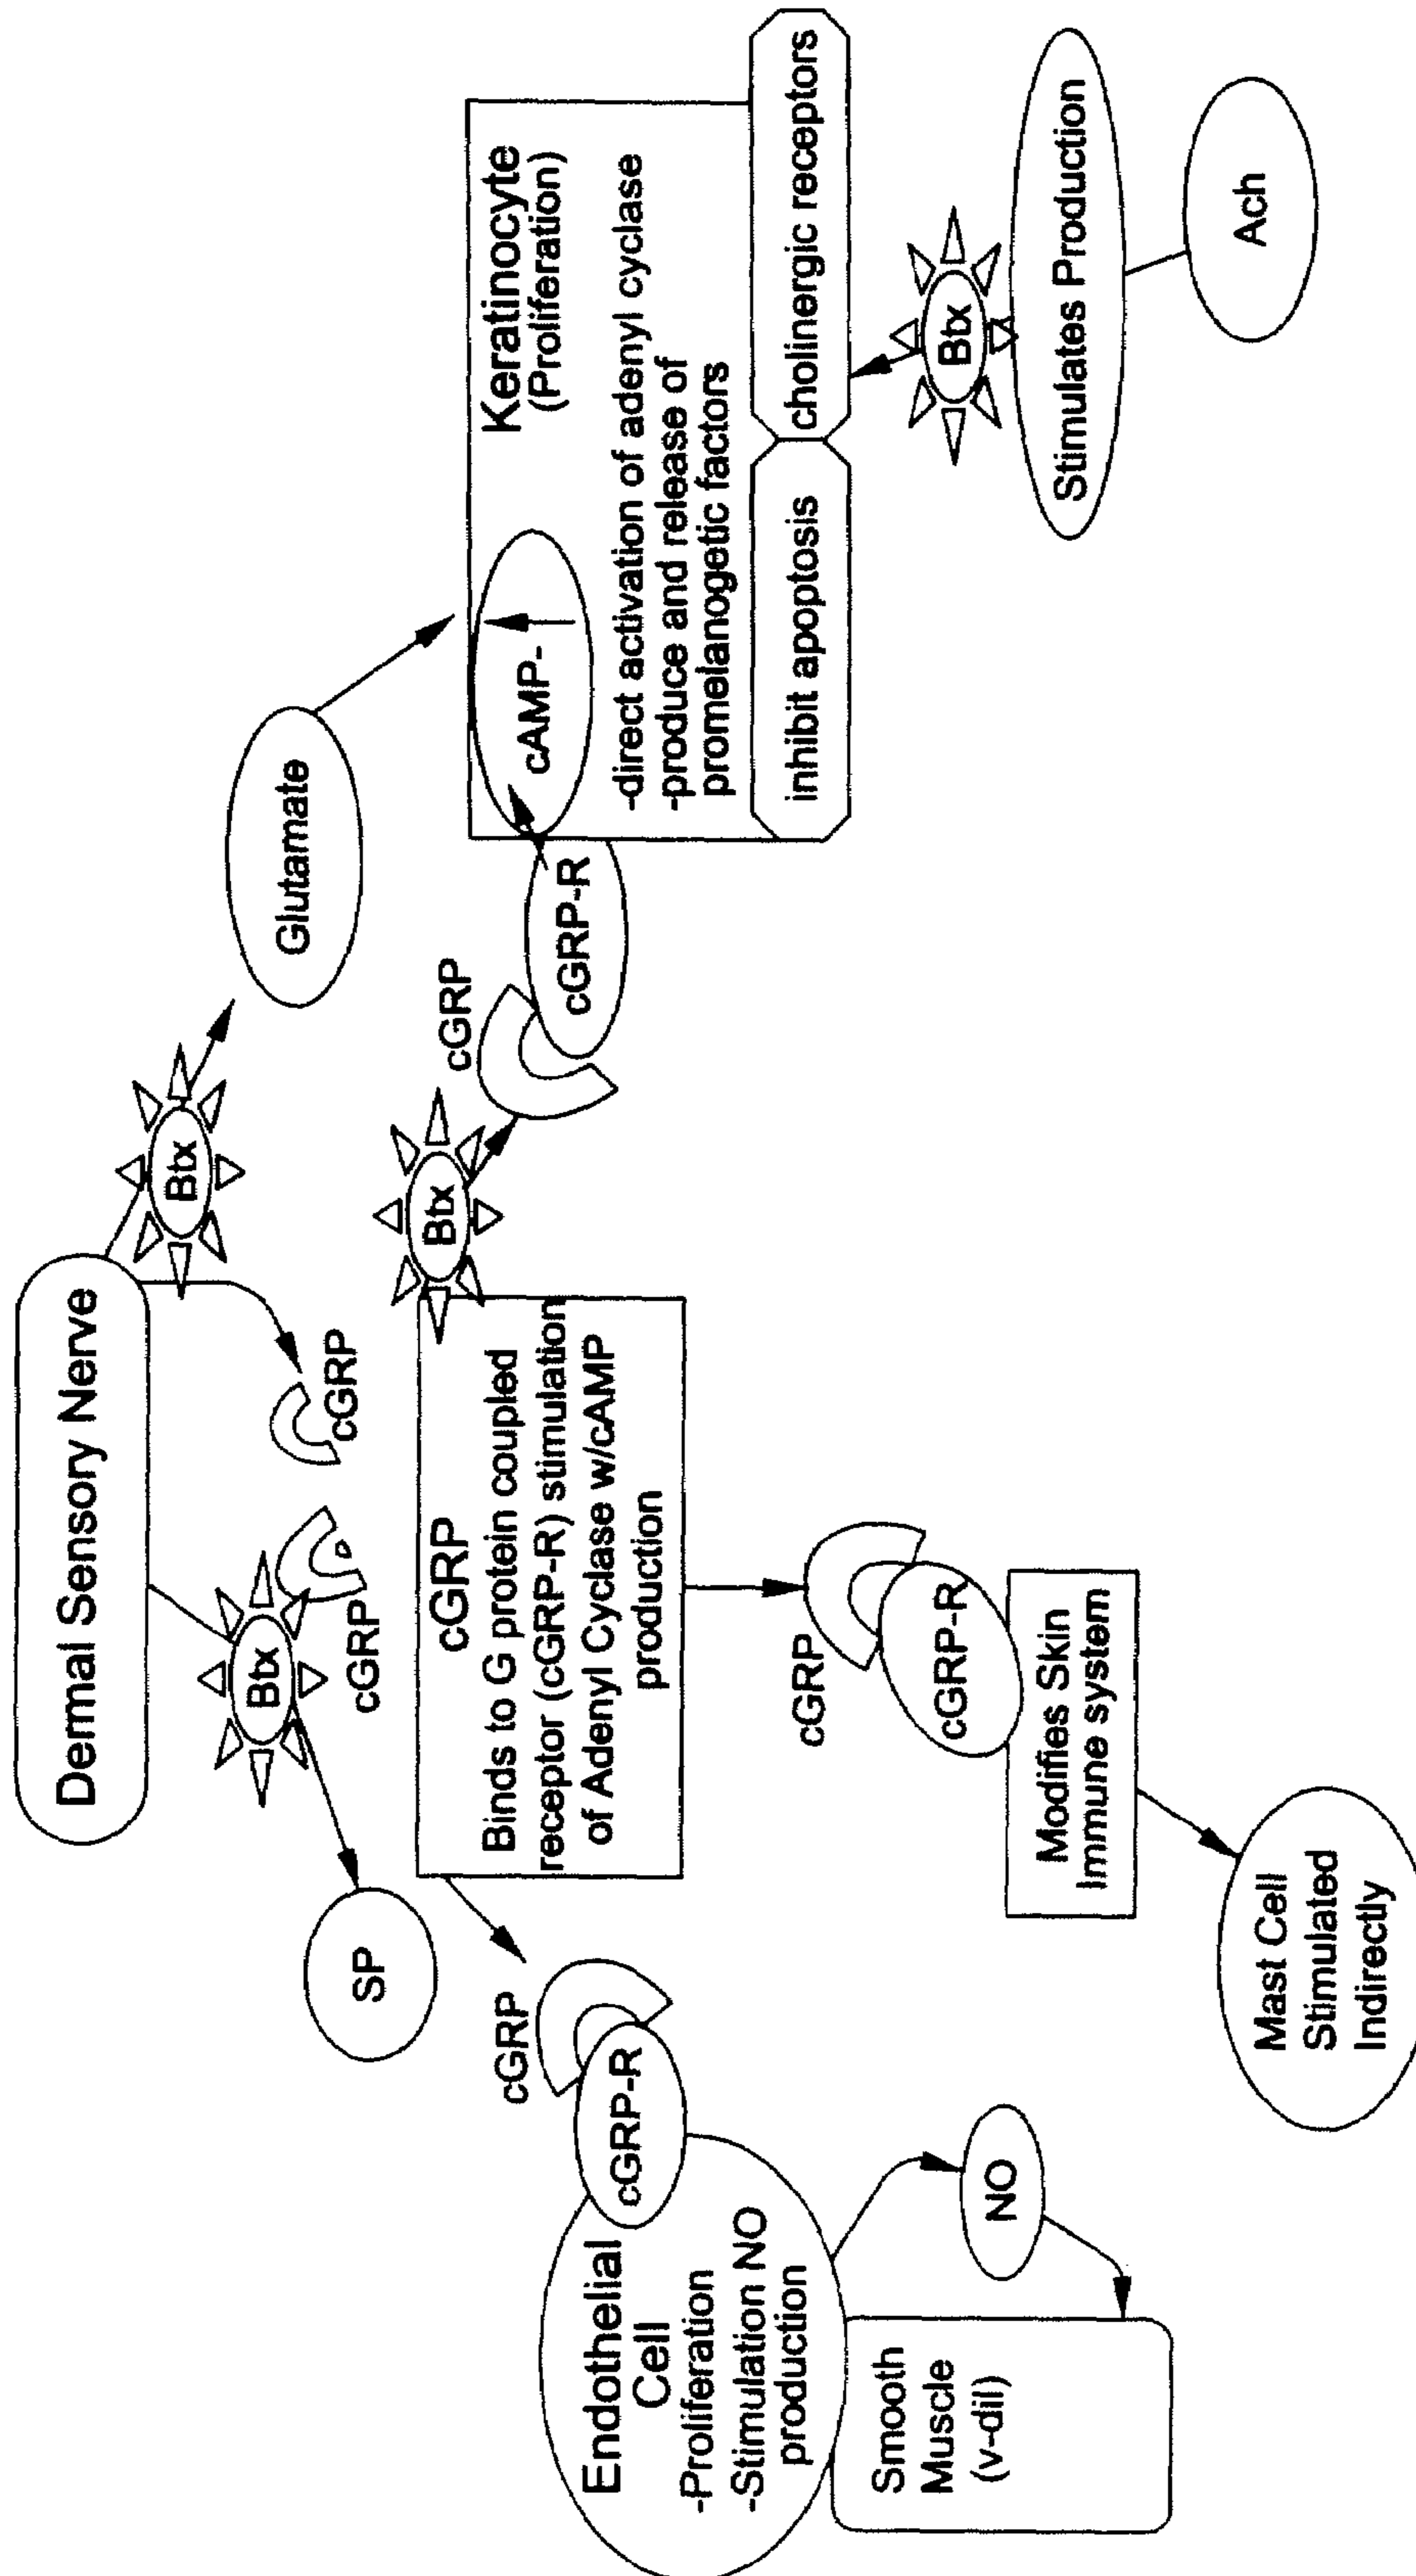 Dermal Sensory Nerve
Btx
Btx
SP
cGRP
cGRP
Glutamate
cGRP
Binds to G protein coupled
receptor (cGRP-R) stimulation
of Adenyl Cyclase w/cAMP
production
Btx
cGRP
cGRP-R
cGRP
cGRP-R
Endothelial
Cell
-Proliferation
-Stimulation NO
production
NO
Smooth
Muscle
(v-dil)
cGRP
cGRP-R
Modifies Skin
Immune system
Mast Cell
Stimulated
Indirectly
Keratinocyte
(Proliferation)
cAMP-
-direct activation of adenyl cyclase
-produce and release of
promelanogetic factors
inhibit apoptosis
cholinergic receptors
Btx
Stimulates Production
Ach